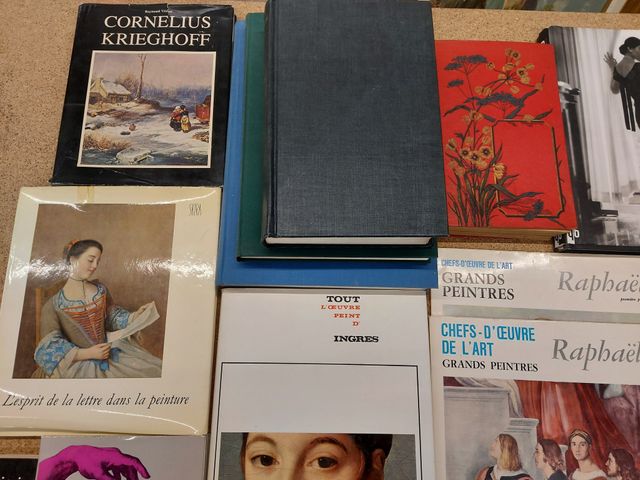 CORNELIUS
KRIEGHOFF
SKIRA
L'esprit de la lettre dans la peinture
TOUT
L'ŒUVRE
PEINT
D'
INGRES
CHEFS-D'ŒUVRE DE L'ART
GRANDS
PEINTRES
Raphaël
CHEFS-D'ŒUVRE
DE L'ART
GRANDS PEINTRES
Raphaël